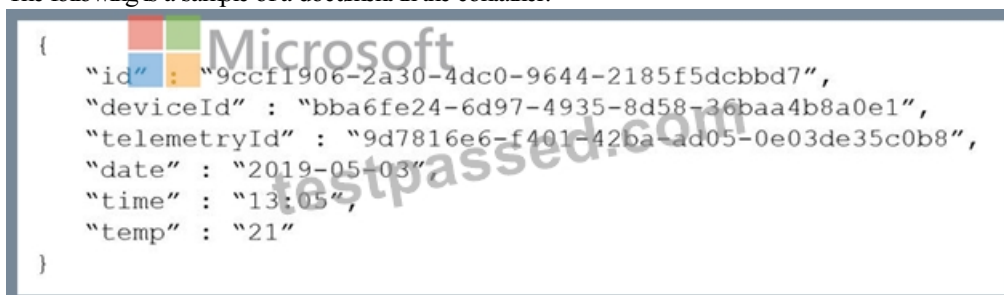 The following is a sample of a document in the container.
{
Microsoft
“id” : “9ccf1906-2a30-4dc0-9644-2185f5dcbbd7”,
“deviceId” : “bba6fe24-6d97-4935-8d58-36baa4b8a0e1”,
“telemetryId” : “9d7816e6-f401-42ba-ad05-0e03de35c0b8”,
“date” : “2019-05-03”,
“time” : “13:05”,
testpassed.com
“temp” : “21”
}